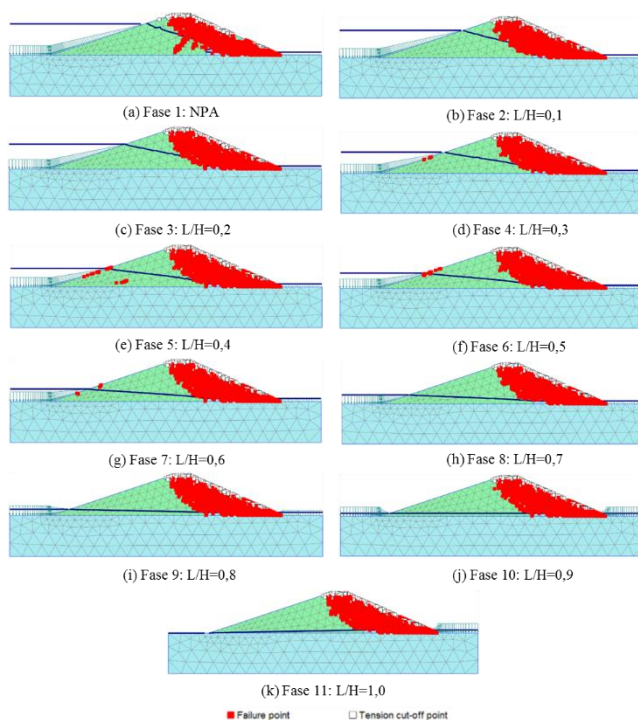 (a) Fase 1: NPA
(b) Fase 2: L/H=0,1
(c) Fase 3: L/H=0,2
(d) Fase 4: L/H=0,3
(e) Fase 5: L/H=0,4
(f) Fase 6: L/H=0,5
(g) Fase 7: L/H=0,6
(h) Fase 8: L/H=0,7
(i) Fase 9: L/H=0,8
(j) Fase 10: L/H=0,9
(k) Fase 11: L/H=1,0
Failure point
Tension cut-off point